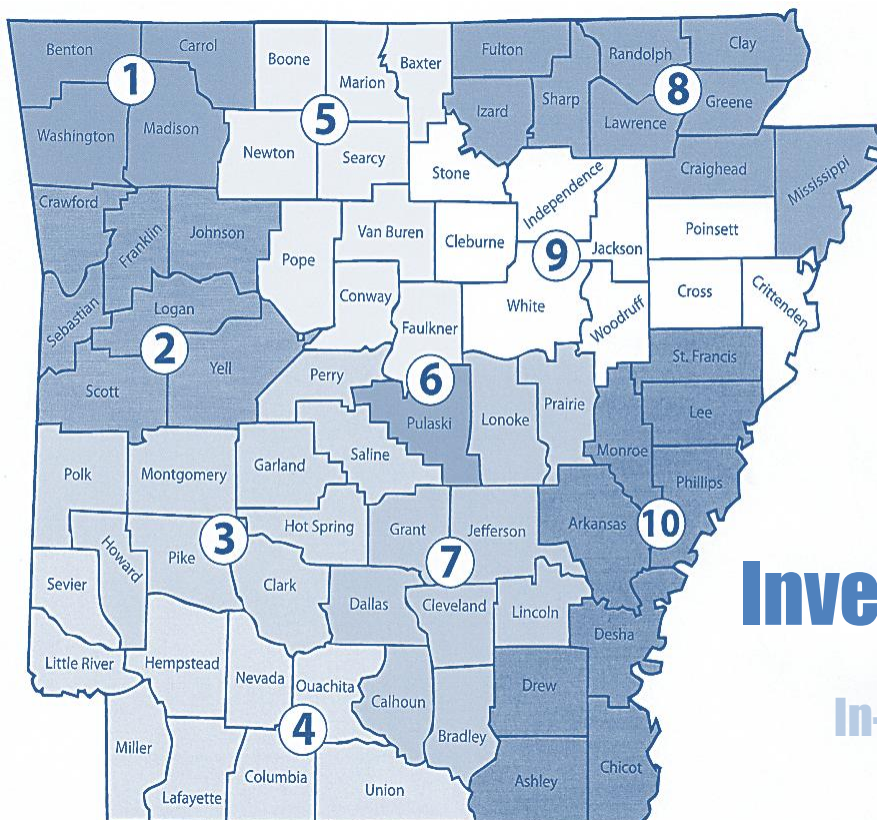 Benton
Carrol
Boone
Marion
Baxter
Fulton
Randolph
Clay
1
5
8
Washington
Madison
Newton
Searcy
Stone
Izard
Sharp
Lawrence
Greene
Craighead
Mississippi
Crawford
Franklin
Johnson
Pope
Van Buren
Cleburne
Independence
9
Jackson
Poinsett
Sebastian
Logan
Conway
Faulkner
White
Woodruff
Cross
Crittenden
2
Scott
Yell
Perry
6
Pulaski
Lonoke
Prairie
St. Francis
Lee
Monroe
Phillips
Polk
Montgomery
Garland
Saline
Hot Spring
Grant
Jefferson
Arkansas
10
3
7
Howard
Pike
Sevier
Clark
Dallas
Cleveland
Lincoln
Desha
Inve
Little River
Hempstead
Nevada
Ouachita
Calhoun
Drew
In-
4
Miller
Lafayette
Columbia
Union
Bradley
Ashley
Chicot